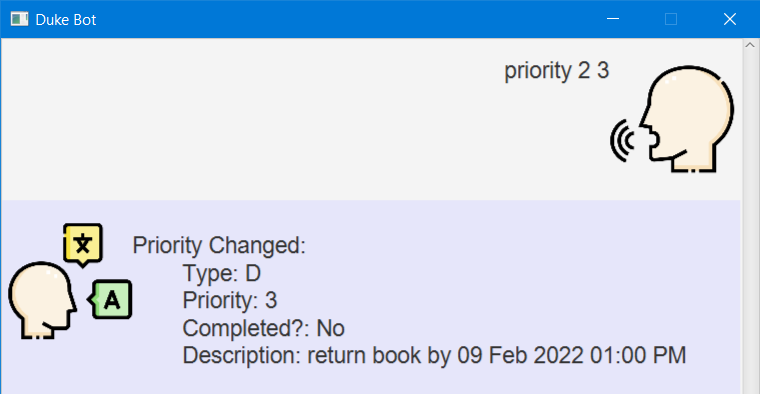 Duke Bot
priority 2 3
文
A
Priority Changed:
Type: D
Priority: 3
Completed?: No
Description: return book by 09 Feb 2022 01:00 PM